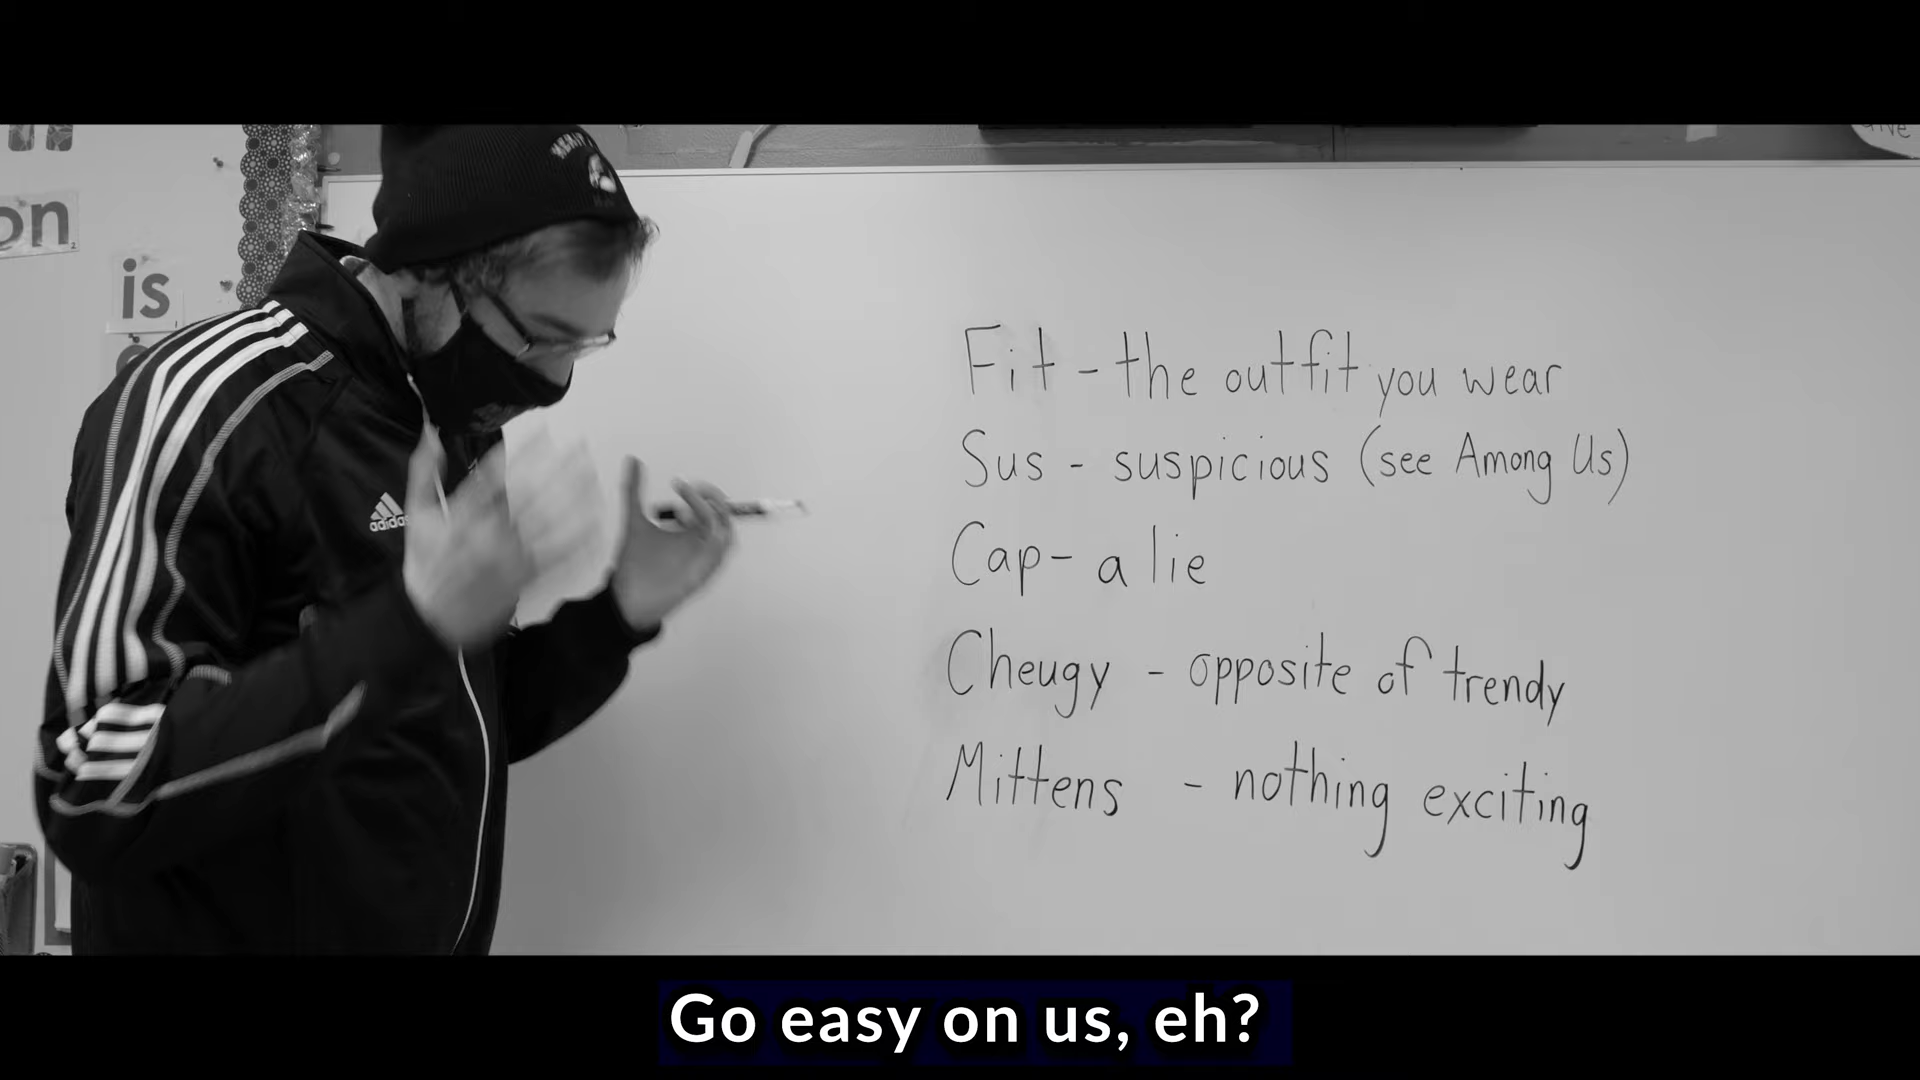 on
is
adidas
Fit - the outfit you wear
Sus - suspicious (see Among Us)
Cap - a lie
Cheugy - opposite of trendy
Mittens - nothing exciting
Go easy on us, eh?